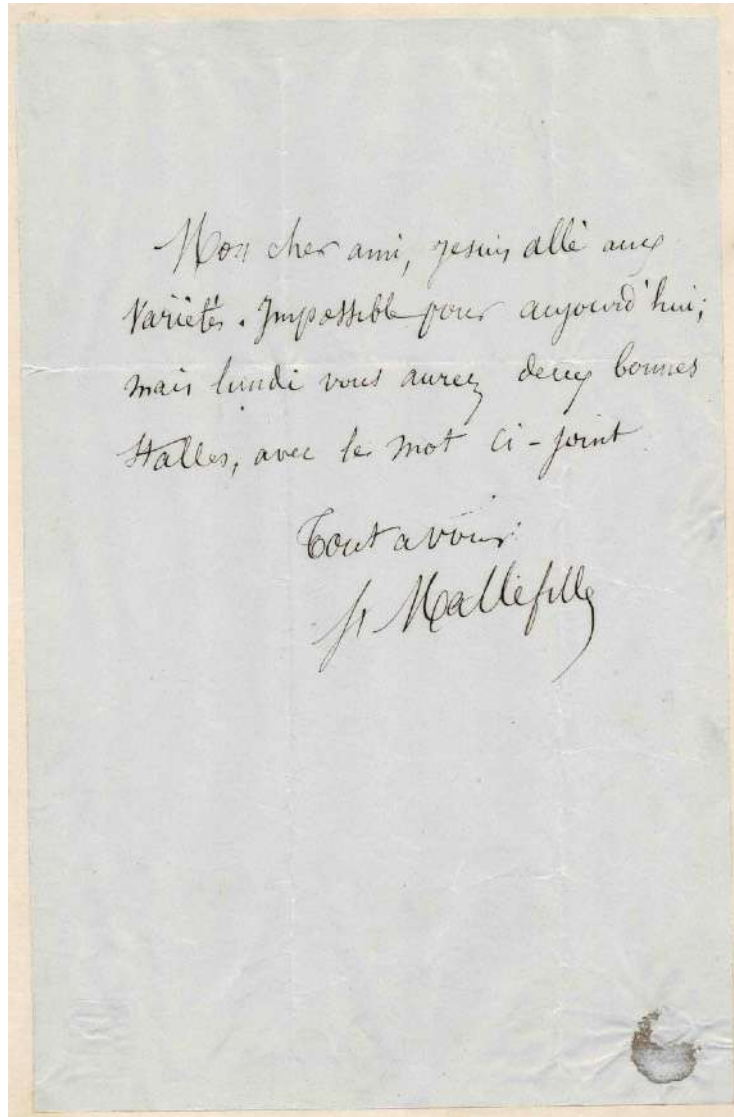 Mon cher ami, je suis allé aux
Variétés. Impossible pour aujourd'hui;
mais lundi vous aurez deux bonnes
stalles, avec le mot ci-joint
Tout à vous
Mallefille